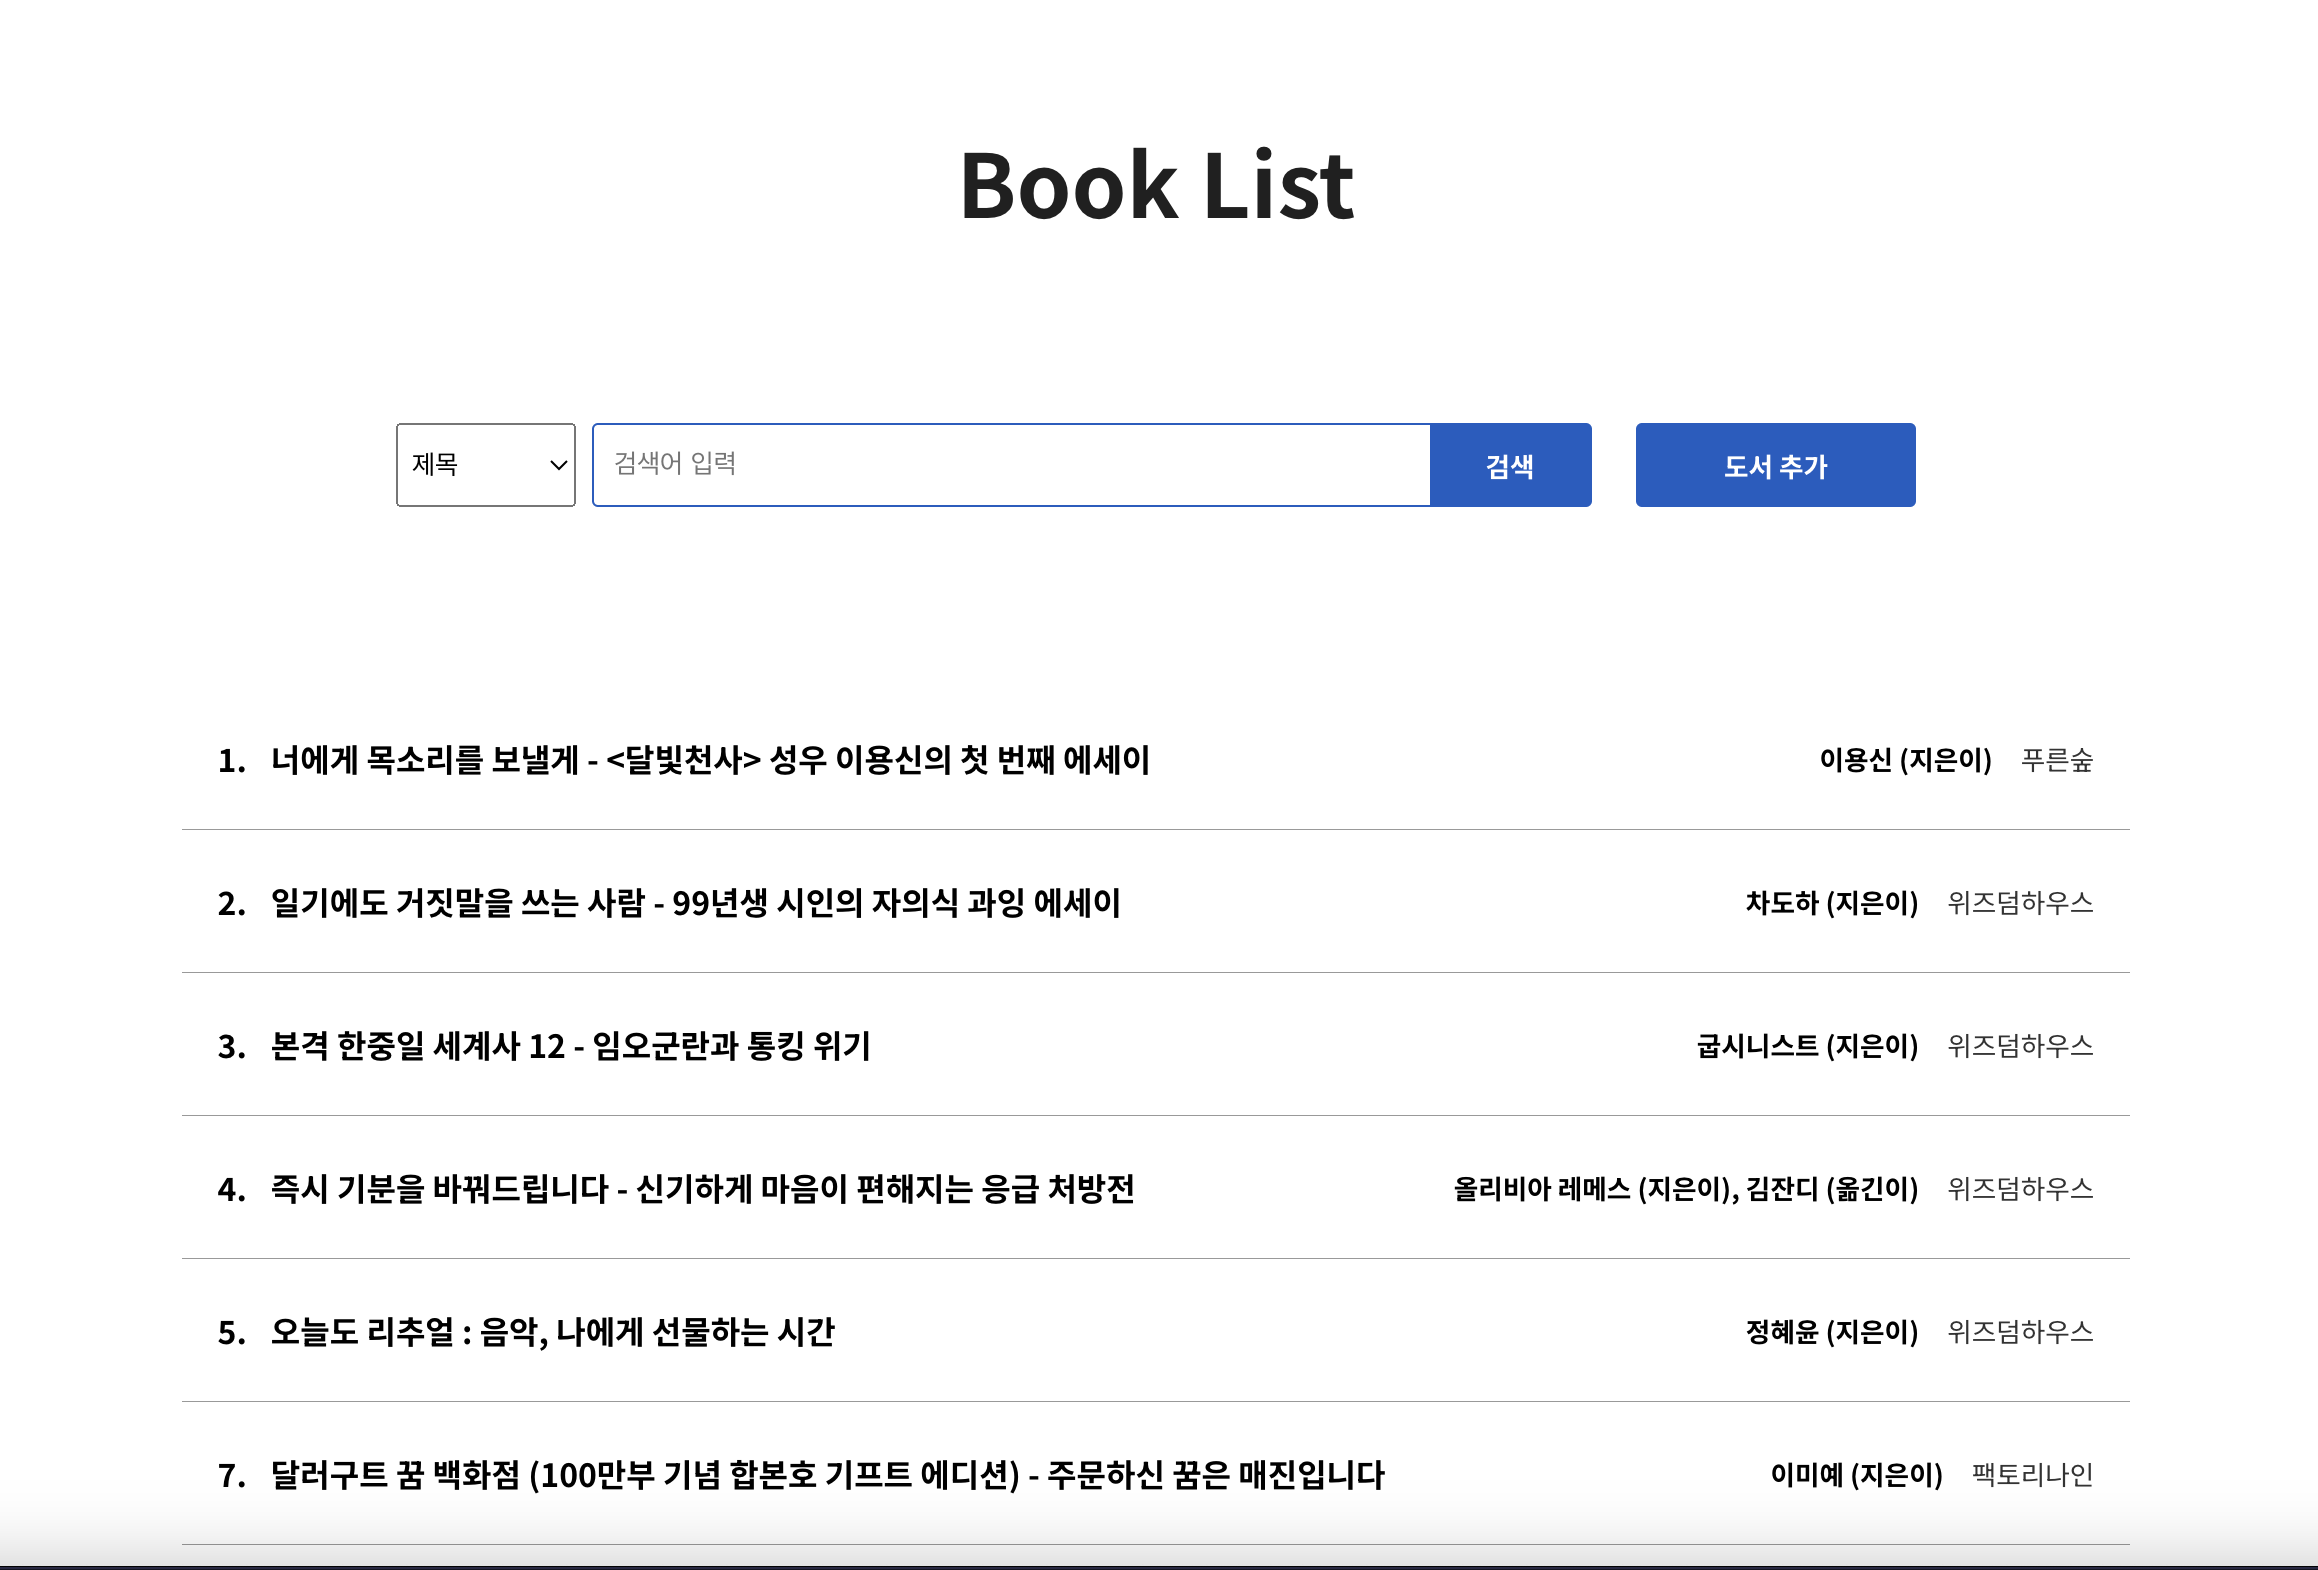 Book List
제목 검색어 입력 검색 도서 추가
1. 너에게 목소리를 보낼게 - <달빛천사> 성우 이용신의 첫 번째 에세이 이용신 (지은이) 푸른숲
2. 일기에도 거짓말을 쓰는 사람 - 99년생 시인의 자의식 과잉 에세이 차도하 (지은이) 위즈덤하우스
3. 본격 한중일 세계사 12 - 임오군란과 통킹 위기 굽시니스트 (지은이) 위즈덤하우스
4. 즉시 기분을 바꿔드립니다 - 신기하게 마음이 편해지는 응급 처방전 올리비아 레메스 (지은이), 김잔디 (옮긴이) 위즈덤하우스
5. 오늘도 리추얼 : 음악, 나에게 선물하는 시간 정혜윤 (지은이) 위즈덤하우스
7. 달러구트 꿈 백화점 (100만부 기념 합본호 기프트 에디션) - 주문하신 꿈은 매진입니다 이미예 (지은이) 팩토리나인